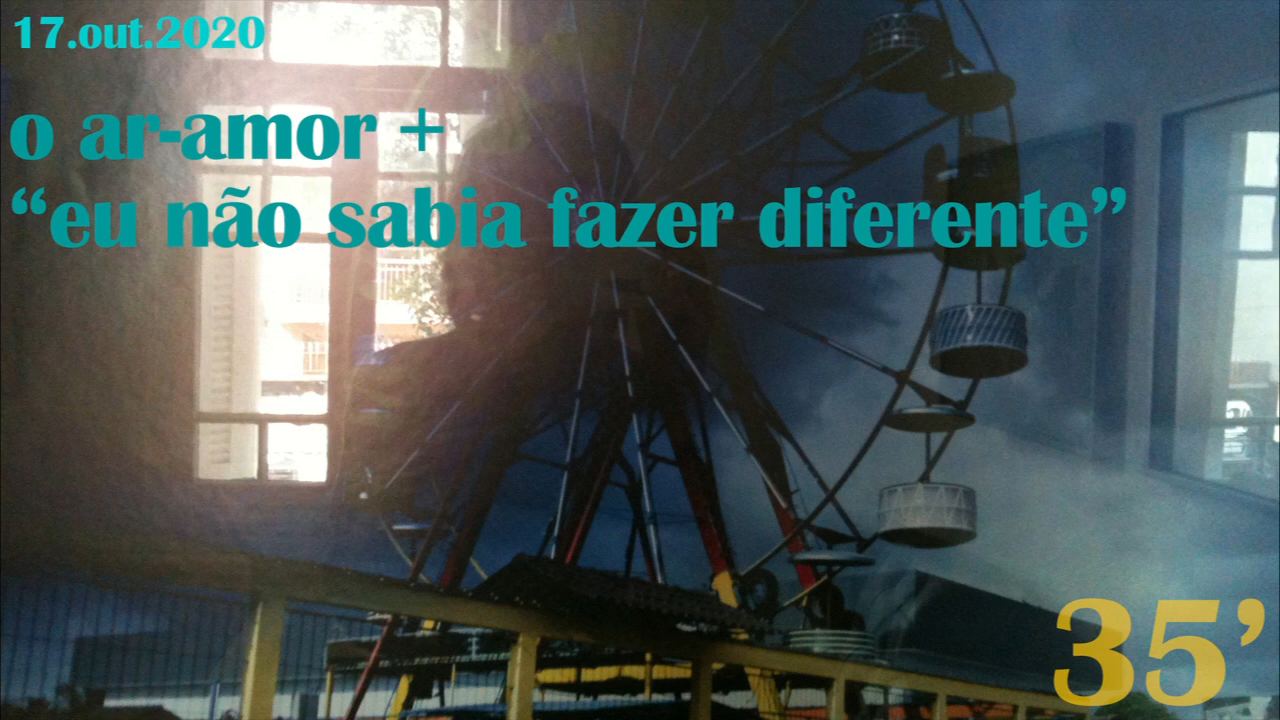 17.out.2020
o ar-amor +
“eu não sabia fazer diferente”
35’